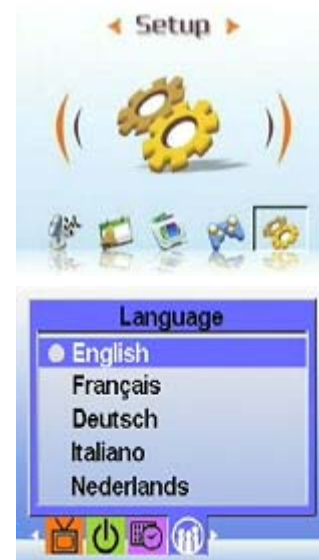 Setup
Language
English
Français
Deutsch
Italiano
Nederlands